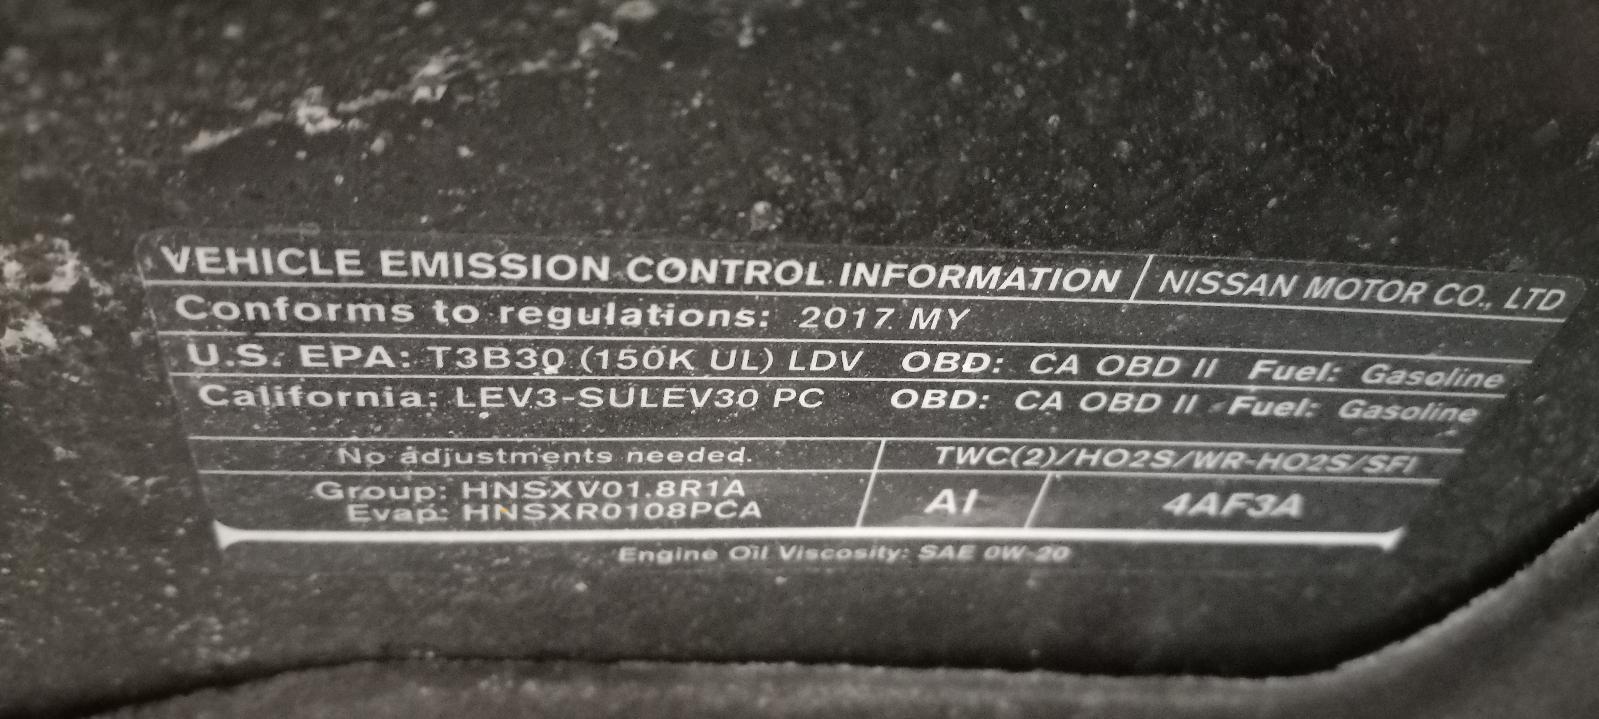 VEHICLE EMISSION CONTROL INFORMATION / NISSAN MOTOR CO., LTD
Conforms to regulations: 2017 MY
U.S. EPA: T3B30 (150K UL) LDV OBD: CA OBD II Fuel: Gasoline
California: LEV3-SULEV30 PC OBD: CA OBD II Fuel: Gasoline
No adjustments needed. TWC(2)/HO2S/WR-HO2S/SFI
Group: HNSXV01.8R1A
Evap: HNSXR0108PCA
AI 4AF3A
Engine Oil Viscosity: SAE 0W-20